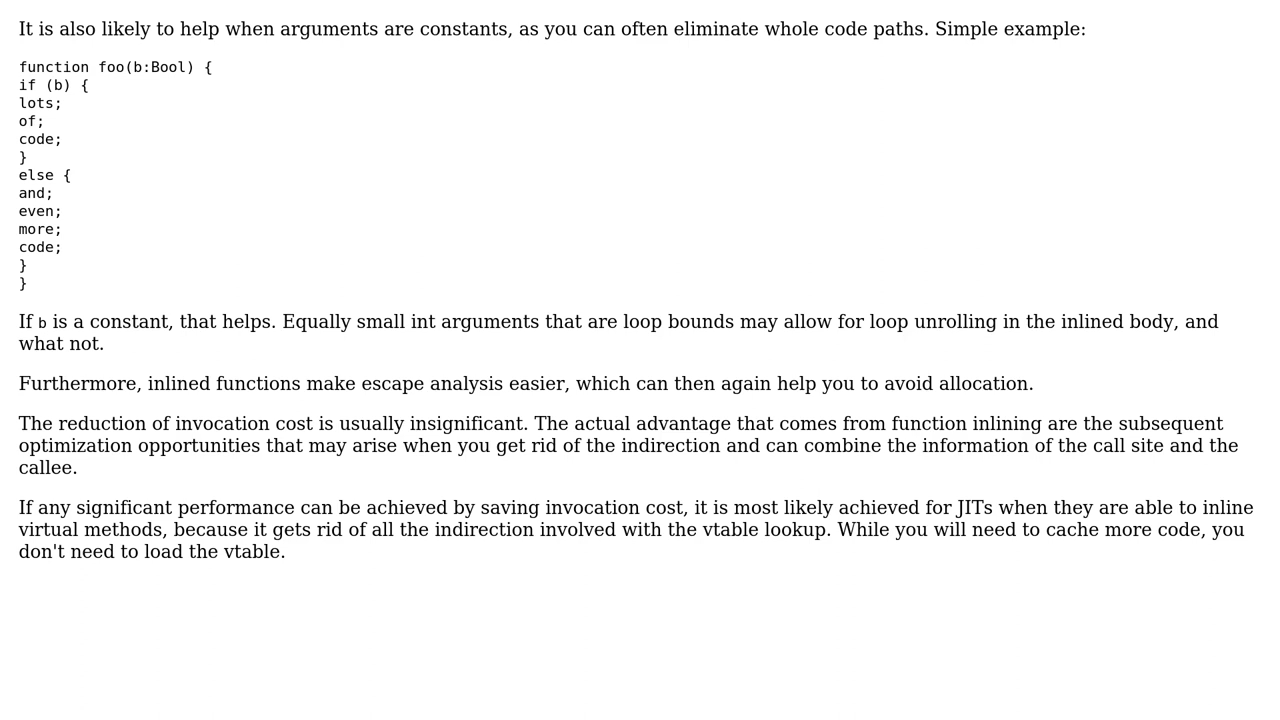 It is also likely to help when arguments are constants, as you can often eliminate whole code paths. Simple example:
function foo(b:Bool) {
if (b) {
lots;
of;
code;
}
else {
and;
even;
more;
code;
}
}
If b is a constant, that helps. Equally small int arguments that are loop bounds may allow for loop unrolling in the inlined body, and
what not.
Furthermore, inlined functions make escape analysis easier, which can then again help you to avoid allocation.
The reduction of invocation cost is usually insignificant. The actual advantage that comes from function inlining are the subsequent
optimization opportunities that may arise when you get rid of the indirection and can combine the information of the call site and the
callee.
If any significant performance can be achieved by saving invocation cost, it is most likely achieved for JITs when they are able to inline
virtual methods, because it gets rid of all the indirection involved with the vtable lookup. While you will need to cache more code, you
don't need to load the vtable.